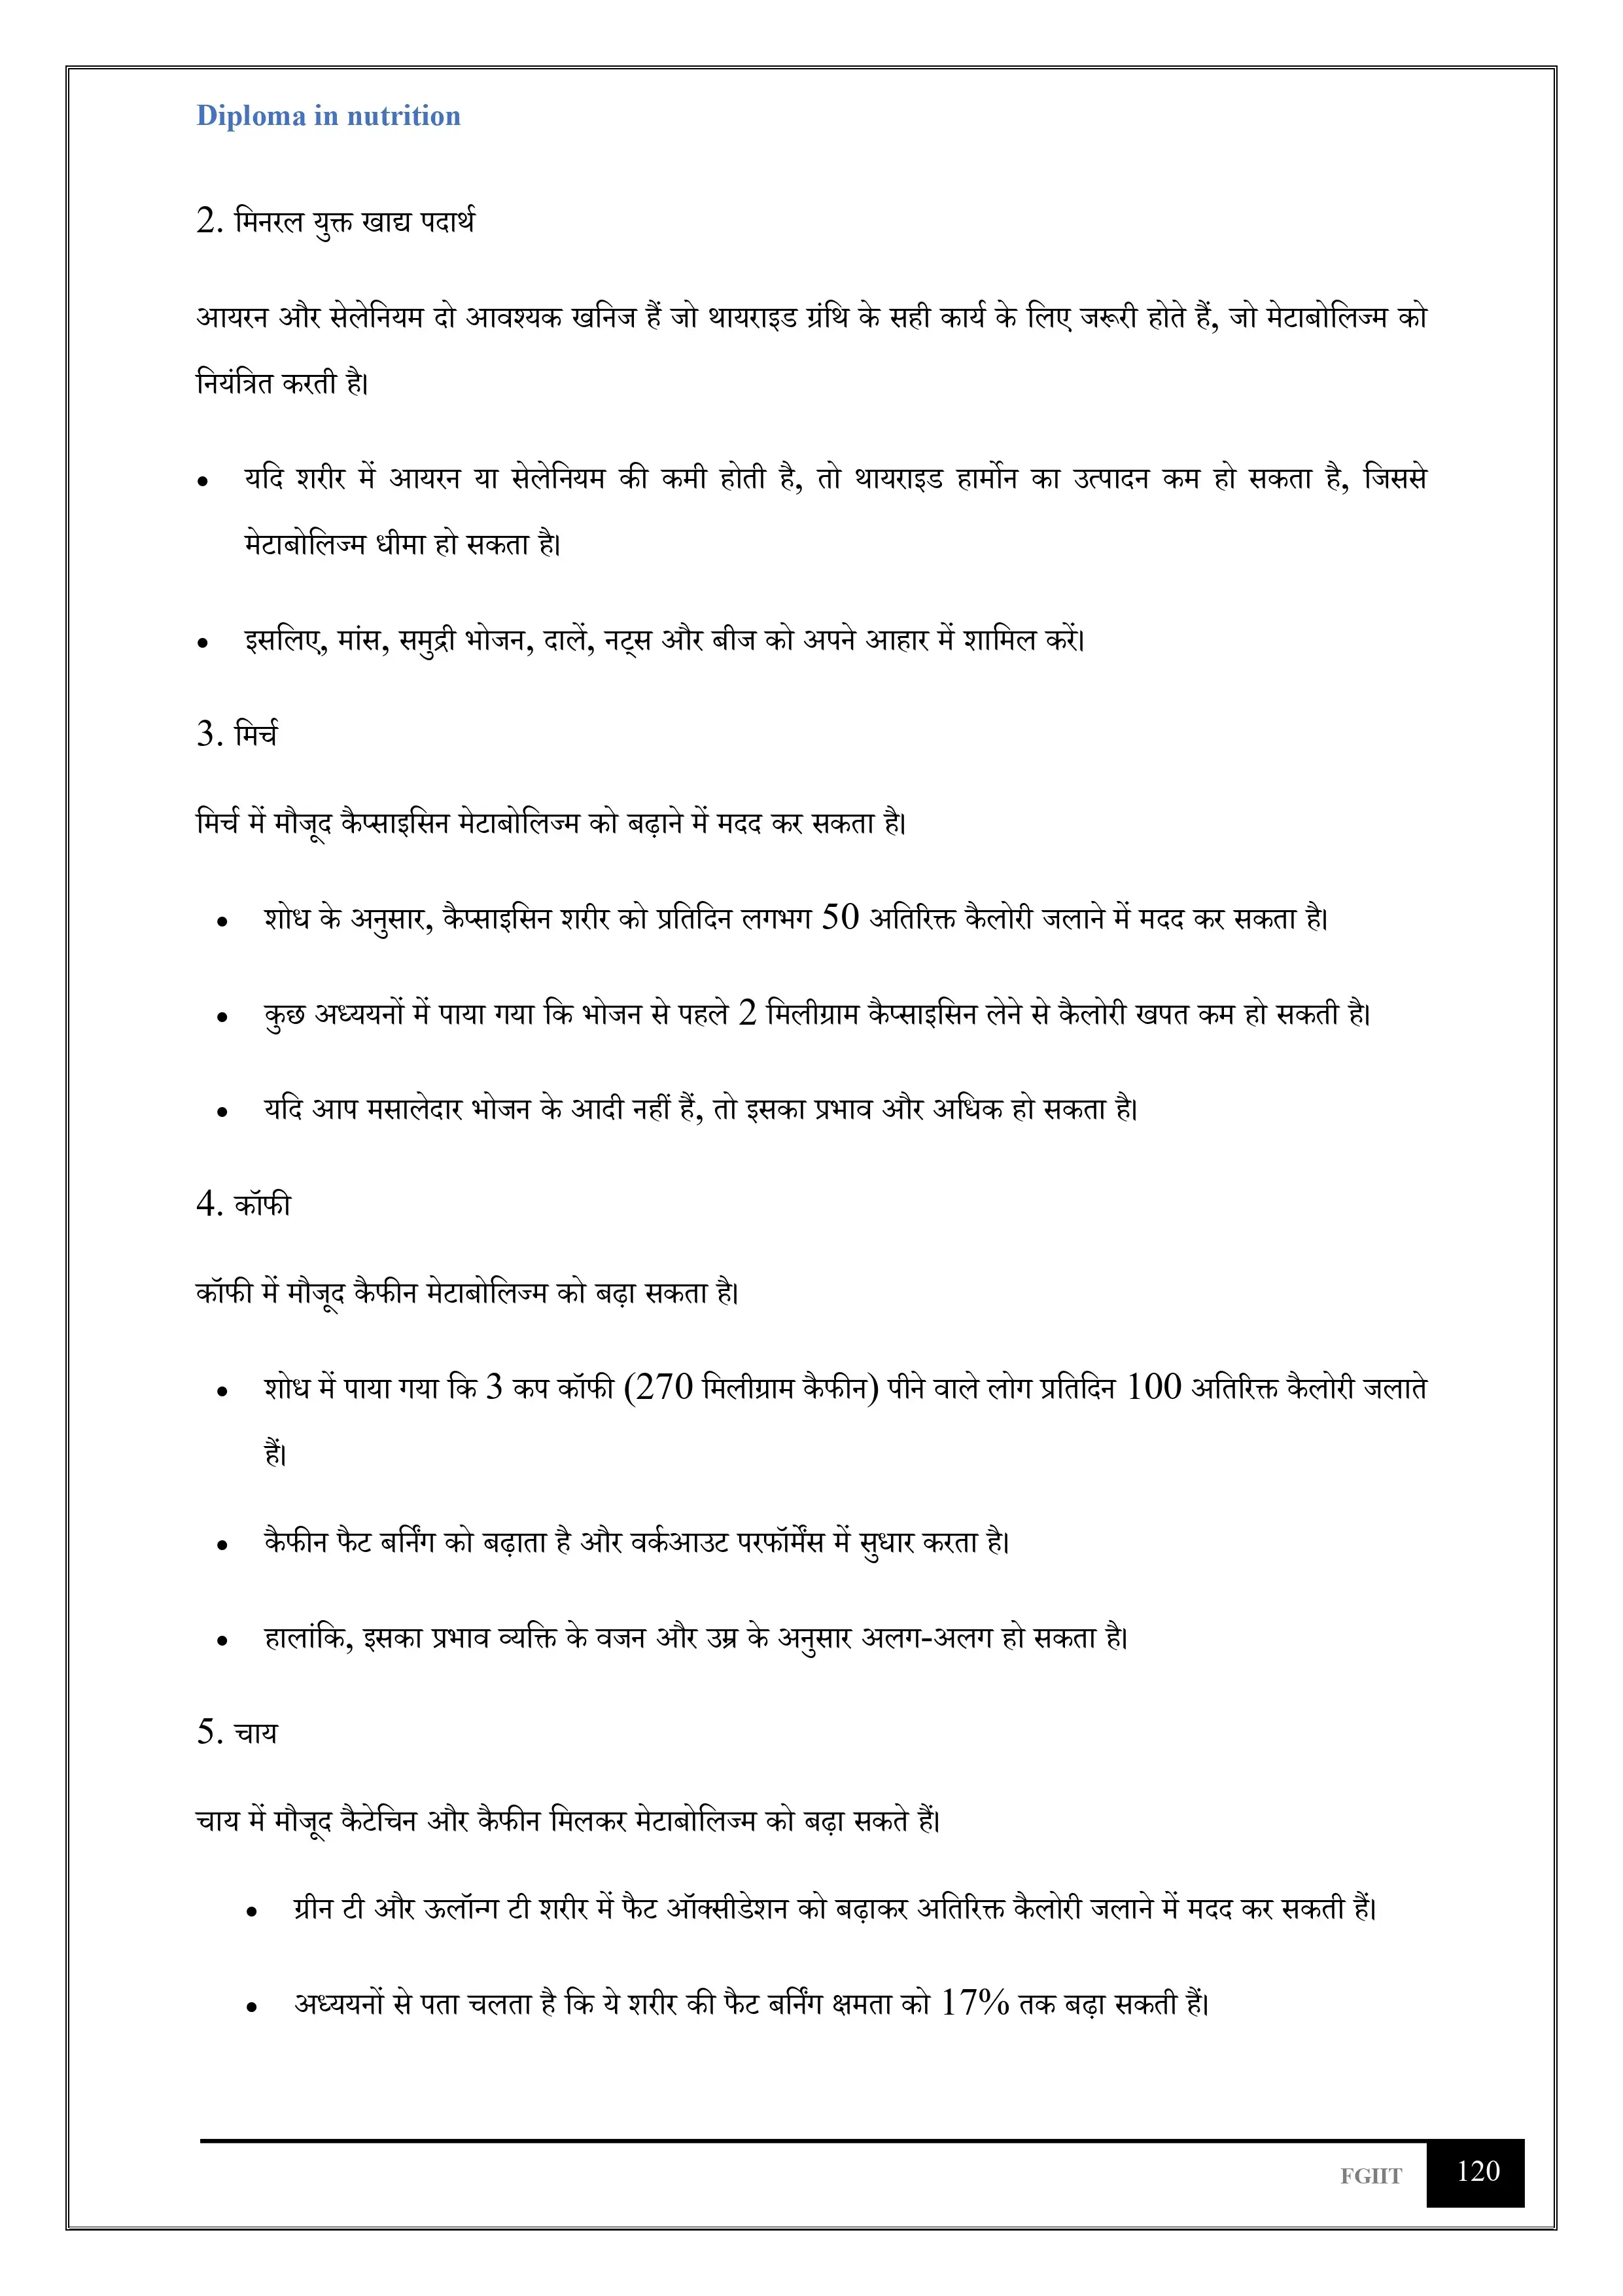 Diploma in nutrition
2. मिनरल युक्त खाद्य पदार्थ
आयरन और सेलेनियम दो आवश्यक खनिज हैं जो थायराइड ग्रंथि के सही कार्य के लिए जरूरी होते हैं, जो मेटाबोलिज्म को
नियंत्रित करती है।
• यदि शरीर में आयरन या सेलेनियम की कमी होती है, तो थायराइड हार्मोन का उत्पादन कम हो सकता है, जिससे
मेटाबोलिज्म धीमा हो सकता है।
• इसलिए, मांस, समुद्री भोजन, दालें, नट्स और बीज को अपने आहार में शामिल करें।
3. मिर्च
मिर्च में मौजूद कैप्साइसिन मेटाबोलिज्म को बढ़ाने में मदद कर सकता है।
• शोध के अनुसार, कैप्साइसिन शरीर को प्रतिदिन लगभग 50 अतिरिक्त कैलोरी जलाने में मदद कर सकता है।
• कुछ अध्ययनों में पाया गया कि भोजन से पहले 2 मिलीग्राम कैप्साइसिन लेने से कैलोरी खपत कम हो सकती है।
• यदि आप मसालेदार भोजन के आदी नहीं हैं, तो इसका प्रभाव और अधिक हो सकता है।
4. कॉफी
कॉफी में मौजूद कैफीन मेटाबोलिज्म को बढ़ा सकता है।
• शोध में पाया गया कि 3 कप कॉफी (270 मिलीग्राम कैफीन) पीने वाले लोग प्रतिदिन 100 अतिरिक्त कैलोरी जलाते
हैं।
• कैफीन फैट बर्निंग को बढ़ाता है और वर्कआउट परफॉर्मेंस में सुधार करता है।
• हालांकि, इसका प्रभाव व्यक्ति के वजन और उम्र के अनुसार अलग-अलग हो सकता है।
5. चाय
चाय में मौजूद कैटेचिन और कैफीन मिलकर मेटाबोलिज्म को बढ़ा सकते हैं।
• ग्रीन टी और ऊलॉन्ग टी शरीर में फैट ऑक्सीडेशन को बढ़ाकर अतिरिक्त कैलोरी जलाने में मदद कर सकती हैं।
• अध्ययनों से पता चलता है कि ये शरीर की फैट बर्निंग क्षमता को 17% तक बढ़ा सकती हैं।
FGIIT 120